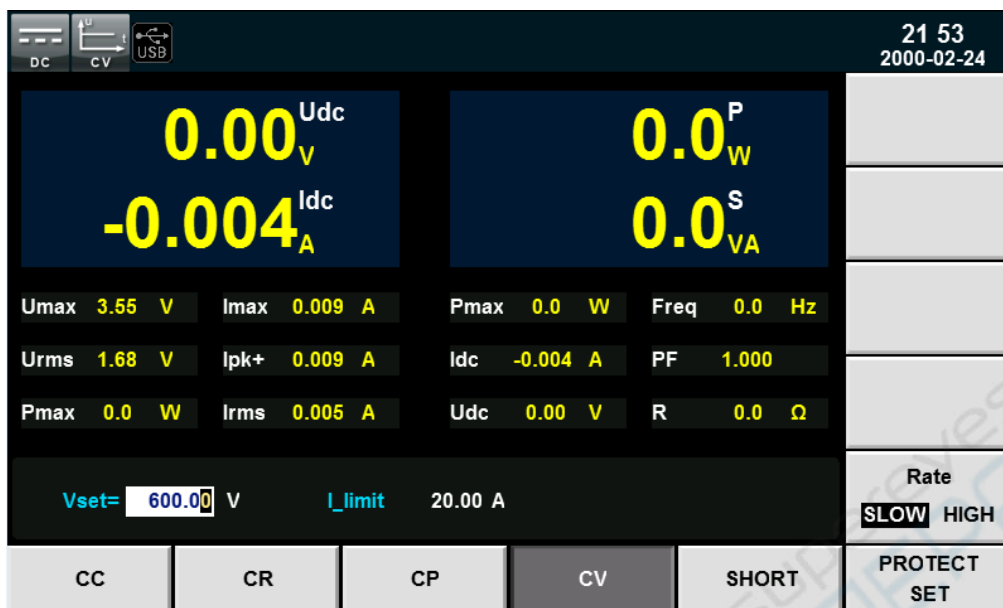 DC
U
t
CV
USB
21 53
2000-02-24
0.00 Udc V
-0.004 Idc A
0.0 P W
0.0 S VA
Umax 3.55 V Imax 0.009 A Pmax 0.0 W Freq 0.0 Hz
Urms 1.68 V Ipk+ 0.009 A Idc -0.004 A PF 1.000
Pmax 0.0 W Irms 0.005 A Udc 0.00 V R 0.0 Ω
Vset= 600.00 V I_limit 20.00 A
Rate
SLOW HIGH
CC CR CP CV SHORT
PROTECT
SET